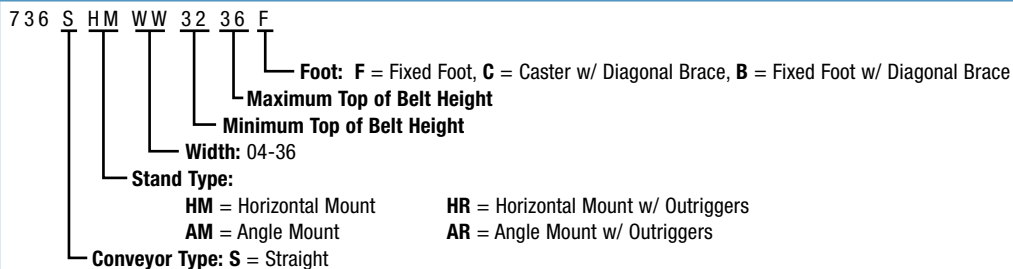 736 S HM WW 32 36 F
Foot: F = Fixed Foot, C = Caster w/ Diagonal Brace, B = Fixed Foot w/ Diagonal Brace
Maximum Top of Belt Height
Minimum Top of Belt Height
Width: 04-36
Stand Type:
HM = Horizontal Mount HR = Horizontal Mount w/ Outriggers
AM = Angle Mount AR = Angle Mount w/ Outriggers
Conveyor Type: S = Straight